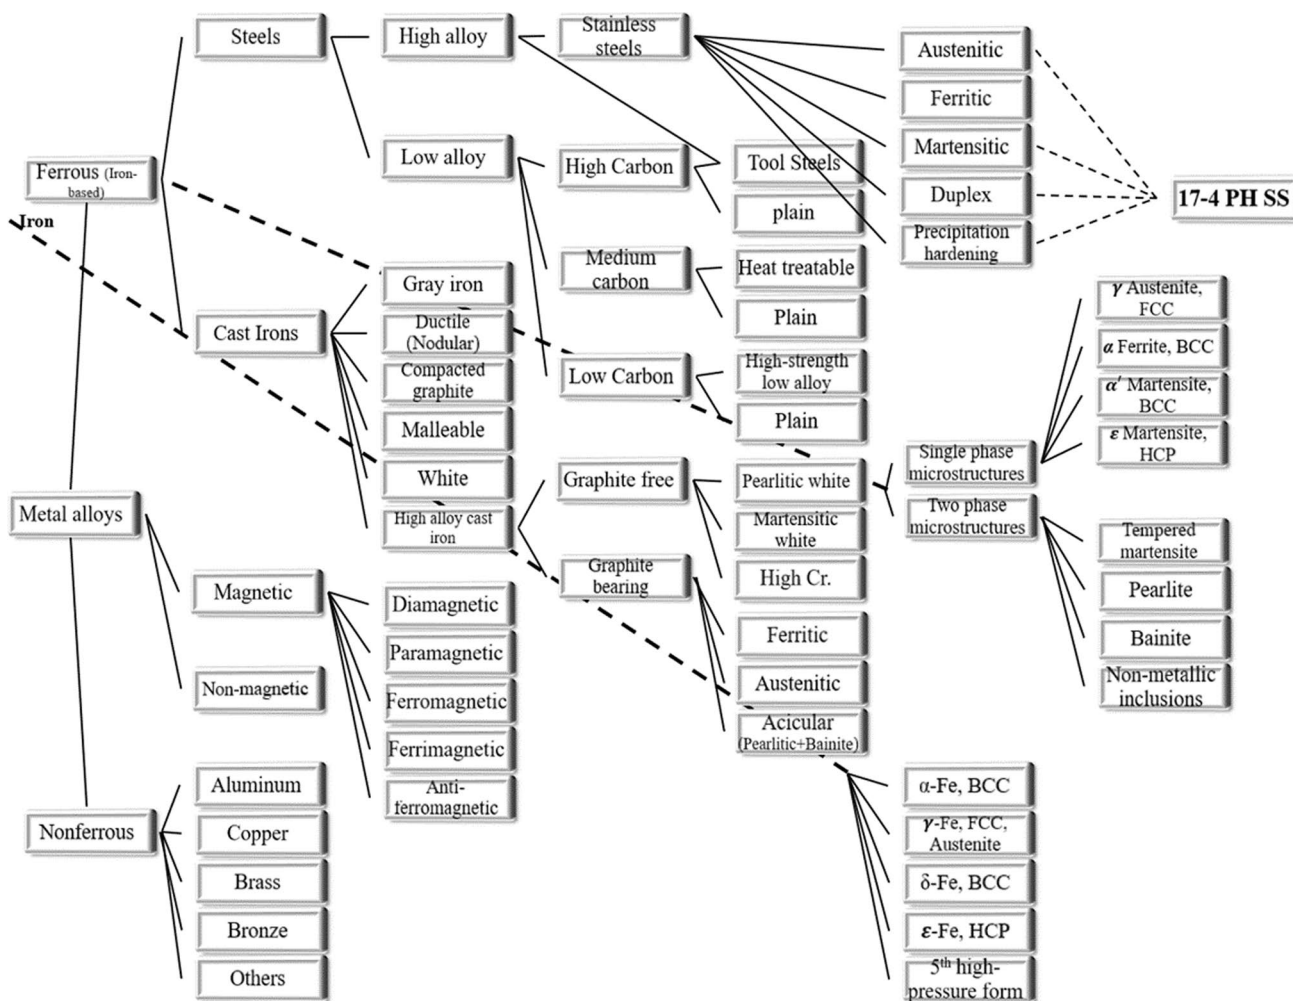 Steels
High alloy
Stainless
steels
Austenitic
Ferritic
Martensitic
Duplex
Precipitation
hardening
17-4 PH SS
Ferrous (Iron-
based)
Iron
Low alloy
High Carbon
Tool Steels
plain
Medium
carbon
Heat treatable
Plain
Low Carbon
High-strength
low alloy
Plain
Cast Irons
Gray iron
Ductile
(Nodular)
Compacted
graphite
Malleable
White
High alloy cast
iron
Graphite free
Pearlitic white
Martensitic
white
High Cr.
Graphite
bearing
Ferritic
Austenitic
Acicular
(Pearlitic+Bainite)
Single phase
microstructures
Two phase
microstructures
γ Austenite,
FCC
α Ferrite, BCC
α′ Martensite,
BCC
ε Martensite,
HCP
Tempered
martensite
Pearlite
Bainite
Non-metallic
inclusions
Metal alloys
Magnetic
Non-magnetic
Diamagnetic
Paramagnetic
Ferromagnetic
Ferrimagnetic
Anti-
ferromagnetic
Nonferrous
Aluminum
Copper
Brass
Bronze
Others
α-Fe, BCC
γ-Fe, FCC,
Austenite
δ-Fe, BCC
ε-Fe, HCP
5th high-
pressure form